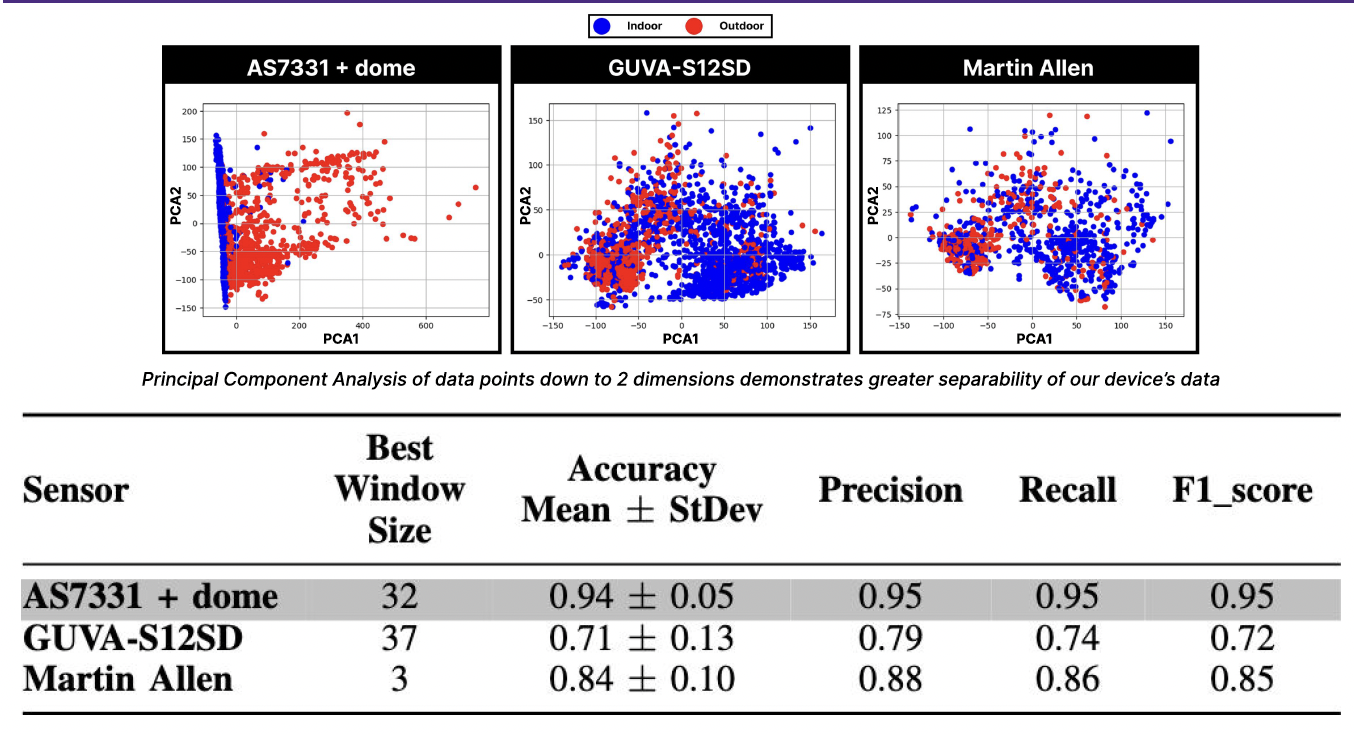 Indoor Outdoor
AS7331 + dome
200
150
100
50
0
−50
−100
−150
0 200 400 600
PCA2
PCA1
GUVA-S12SD
150
100
50
0
−50
−150 −100 −50 0 50 100 150
PCA2
PCA1
Martin Allen
125
100
75
50
25
0
−25
−50
−75
−150 −100 −50 0 50 100 150
PCA2
PCA1
Principal Component Analysis of data points down to 2 dimensions demonstrates greater separability of our device’s data
Sensor Best Window Size Accuracy Mean ± StDev Precision Recall F1_score
AS7331 + dome 32 0.94 ± 0.05 0.95 0.95 0.95
GUVA-S12SD 37 0.71 ± 0.13 0.79 0.74 0.72
Martin Allen 3 0.84 ± 0.10 0.88 0.86 0.85